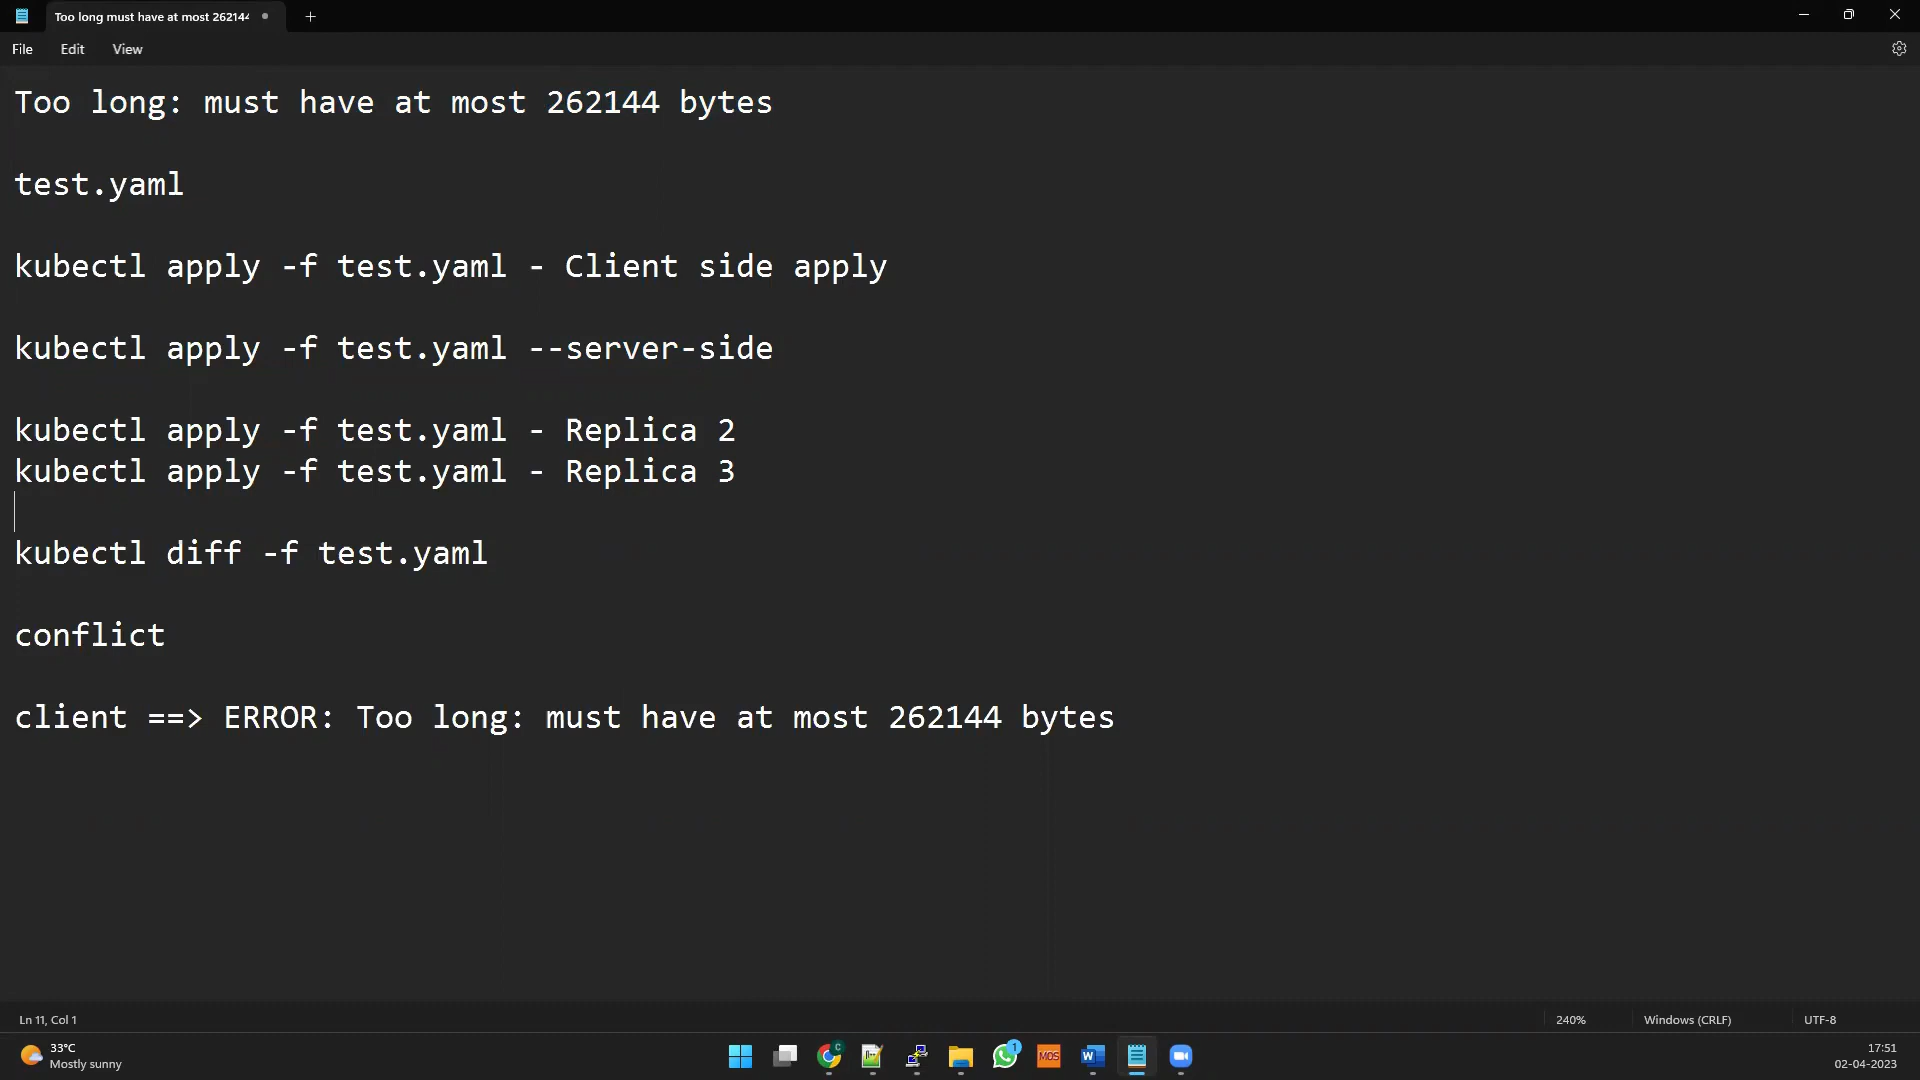 Too long must have at most 26214
File Edit View
Too long: must have at most 262144 bytes
test.yaml
kubectl apply -f test.yaml - Client side apply
kubectl apply -f test.yaml --server-side
kubectl apply -f test.yaml - Replica 2
kubectl apply -f test.yaml - Replica 3
kubectl diff -f test.yaml
conflict
client ==> ERROR: Too long: must have at most 262144 bytes
Ln 11, Col 1
240%
Windows (CRLF)
UTF-8
33°C
Mostly sunny
C
1
MOS
W
17:51
02-04-2023